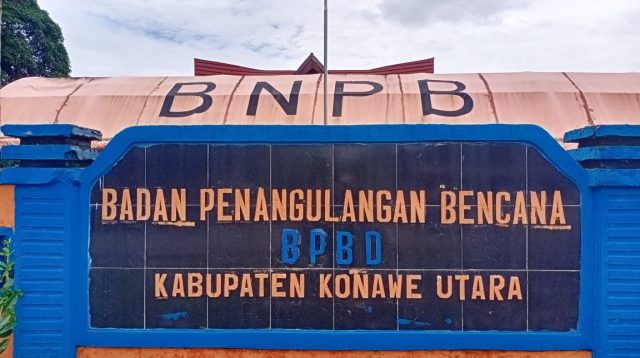 BNPB
BADAN PENANGULANGAN BENCANA
BPBD
KABUPATEN KONAWE UTARA